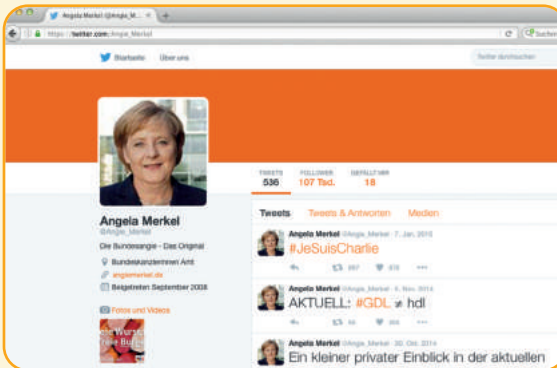 Angela Merkel (@Angie_M...
https://twitter.com/Angie_Merkel
Suchen
Startseite Über uns
Twitter durchsuchen
TWEETS FOLLOWER GEFÄLLT MIR
536 107 Tsd. 18
Angela Merkel
@Angie_Merkel
Die Bundesangie - Das Original
Bundeskanzlerinnen Amt
angiemerkel.de
Beigetreten September 2008
Fotos und Videos
Tweets Tweets & Antworten Medien
Angela Merkel @Angie_Merkel · 7. Jan. 2015
#JeSuisCharlie
Angela Merkel @Angie_Merkel · 6. Nov. 2014
AKTUELL: #GDL ≠ hdl
Angela Merkel @Angie_Merkel · 30. Okt. 2014
Ein kleiner privater Einblick in der aktuellen